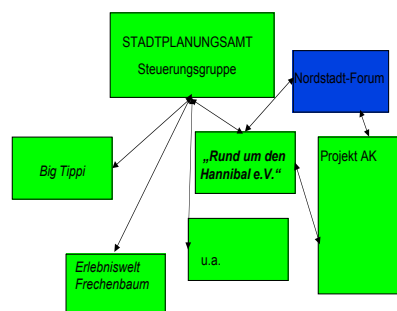 STADTPLANUNGSAMT
Steuerungsgruppe
Nordstadt-Forum
Big Tippi
„Rund um den
Hannibal e.V.“
Projekt AK
Erlebniswelt
Frechenbaum
u.a.